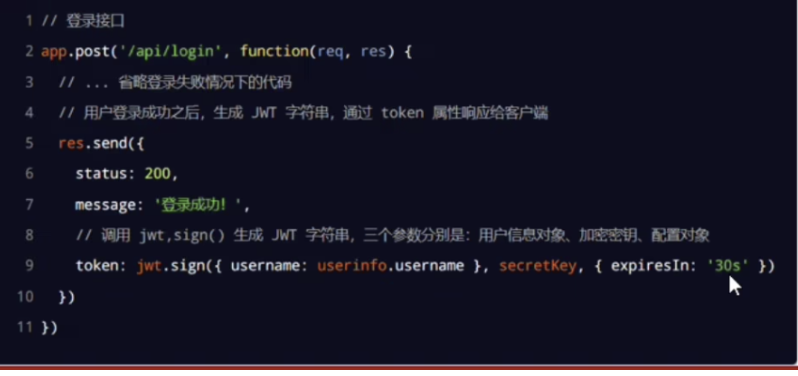 1 // 登录接口
2 app.post('/api/login', function(req, res) {
3 // ... 省略登录失败情况下的代码
4 // 用户登录成功之后，生成 JWT 字符串，通过 token 属性响应给客户端
5 res.send({
6 status: 200,
7 message: '登录成功！',
8 // 调用 jwt,sign() 生成 JWT 字符串，三个参数分别是：用户信息对象、加密密钥、配置对象
9 token: jwt.sign({ username: userinfo.username }, secretKey, { expiresIn: '30s' })
10 })
11 })